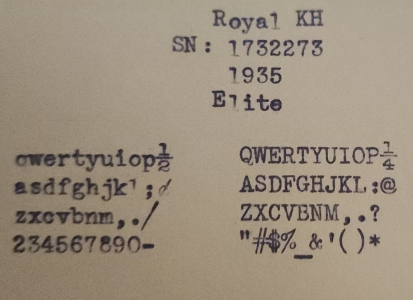 Royal KH
SN: 1732273
1935
Elite
qwertyuiop½ QWERTYUIOP¼
asdfghjkl;¢ ASDFGHJKL:@
zxcvbnm,./ ZXCVBNM,.?
234567890- "#$%_&'()*